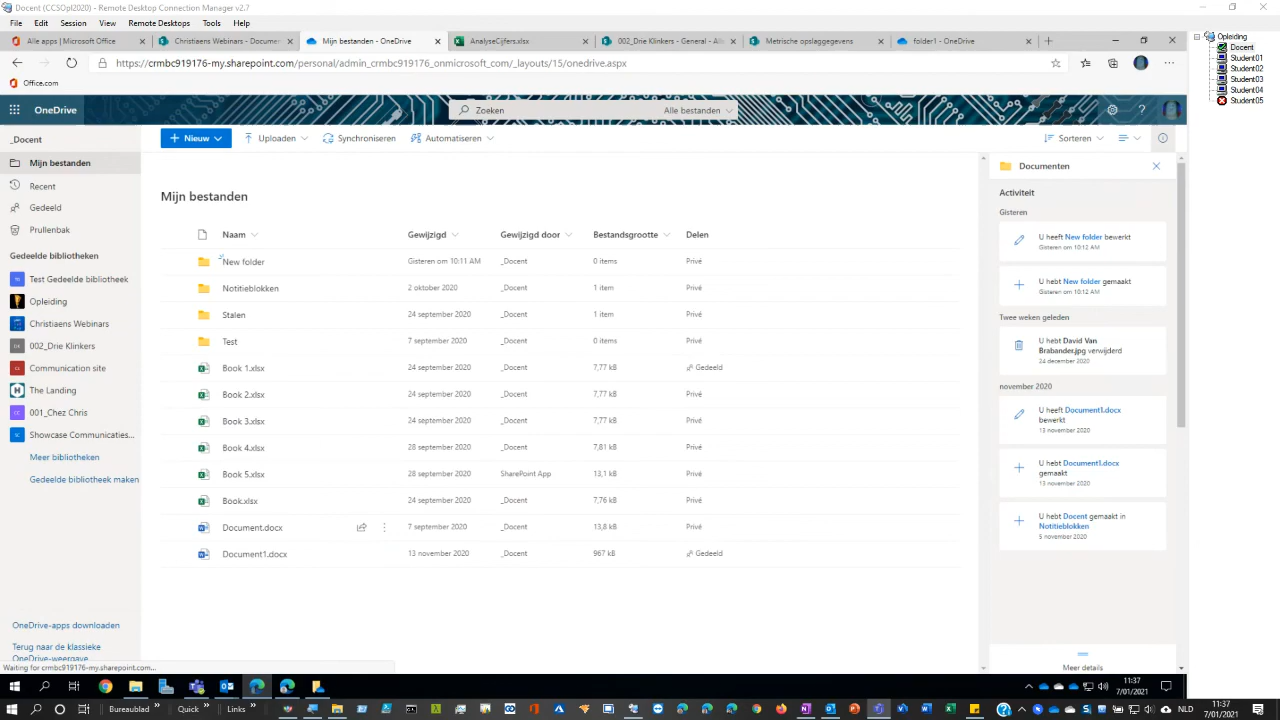 Docent (CCSOpl2020) - Remote Desktop Connection Manager v2.7
File Edit Session View Remote Desktops Tools Help
Alle apps | Microsoft Office
Christiaens Webinars - Documen
Mijn bestanden - OneDrive
AnalyseCijfers.xlsx
002_Drie Klinkers - General - Alle
Metrische opslaggegevens
folder1 - OneDrive
https://crmbc919176-my.sharepoint.com/personal/admin_crmbc919176_onmicrosoft_com/_layouts/15/onedrive.aspx
Office.com
OneDrive
Zoeken
Alle bestanden
_Docent
Nieuw
Uploaden
Synchroniseren
Automatiseren
Sorteren
Mijn bestanden
Recent
Gedeeld
Prullenbak
Gedeelde bibliotheken
Test Gedeelde bibliotheek
Opleiding
Christiaens Webinars
002_Drie Klinkers
Communication site
The Landing
001_Chez Chris
Showcase Communicaties...
Meer bibliotheken
Gedeelde bibliotheek maken
OneDrive-apps downloaden
Terug naar de klassieke
OneDrive-weergave
Waiting for crmbc919176-my.sharepoint.com...
Mijn bestanden
Naam Gewijzigd Gewijzigd door Bestandsgrootte Delen
New folder Gisteren om 10:11 AM _Docent 0 items Privé
Notitieblokken 2 oktober 2020 _Docent 1 item Privé
Stalen 24 september 2020 _Docent 1 item Privé
Test 7 september 2020 _Docent 0 items Privé
Book 1.xlsx 24 september 2020 _Docent 7,77 kB Gedeeld
Book 2.xlsx 24 september 2020 _Docent 7,77 kB Privé
Book 3.xlsx 24 september 2020 _Docent 7,77 kB Privé
Book 4.xlsx 28 september 2020 _Docent 7,81 kB Privé
Book 5.xlsx 28 september 2020 SharePoint App 13,1 kB Privé
Book.xlsx 24 september 2020 _Docent 7,76 kB Privé
Document.docx 7 september 2020 _Docent 13,8 kB Privé
Document1.docx 13 november 2020 _Docent 967 kB Gedeeld
Documenten
Activiteit
Gisteren
U heeft New folder bewerkt
Gisteren om 10:12 AM
U hebt New folder gemaakt
Gisteren om 10:12 AM
Twee weken geleden
U hebt David Van
Brabander.jpg verwijderd
24 december 2020
november 2020
U heeft Document1.docx
bewerkt
13 november 2020
U hebt Document1.docx
gemaakt
13 november 2020
U hebt Docent gemaakt in
Notitieblokken
5 november 2020
Meer details
Opleiding
Docent
Student01
Student02
Student03
Student04
Student05
11:37
7/01/2021
Bureaublad
Quick
Links
NLD
11:37
7/01/2021